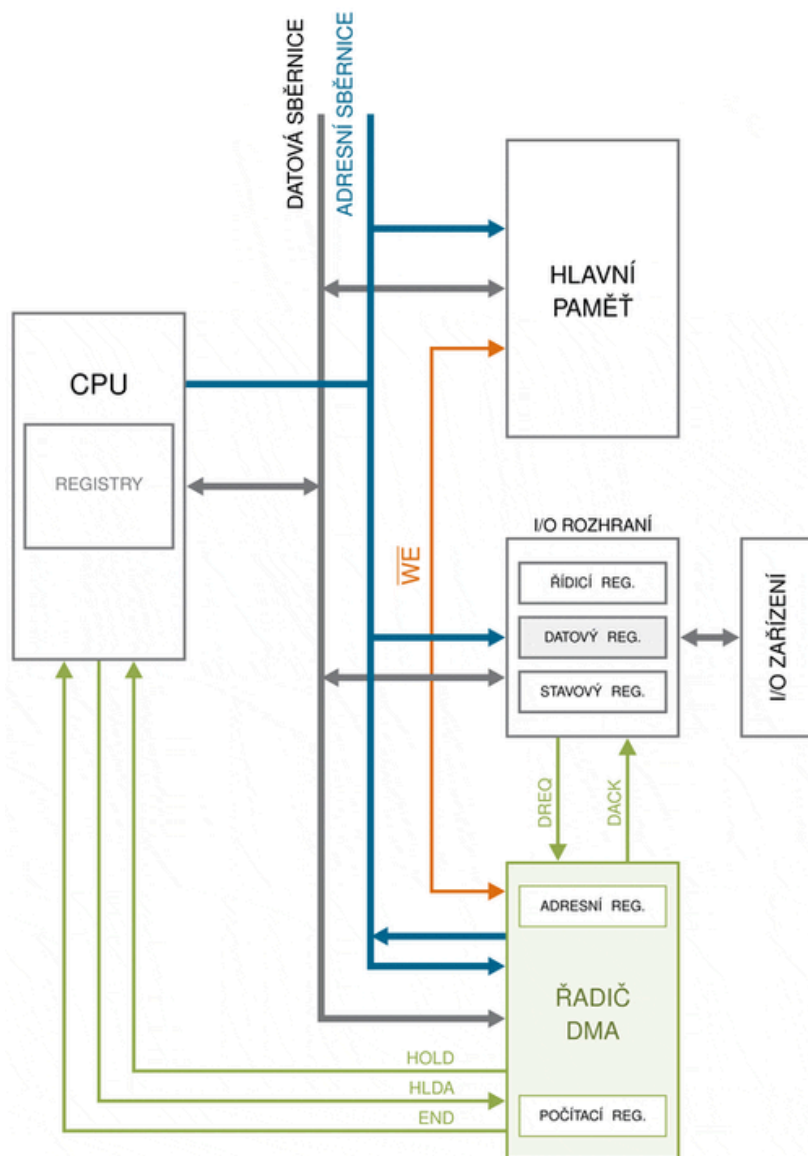 DATOVÁ SBĚRNICE
ADRESNÍ SBĚRNICE
HLAVNÍ
PAMĚŤ
CPU
REGISTRY
WE
I/O ROZHRANÍ
ŘÍDICÍ REG.
DATOVÝ REG.
STAVOVÝ REG.
I/O ZAŘÍZENÍ
DREQ
DACK
ADRESNÍ REG.
ŘADIČ
DMA
HOLD
HLDA
END
POČÍTACÍ REG.